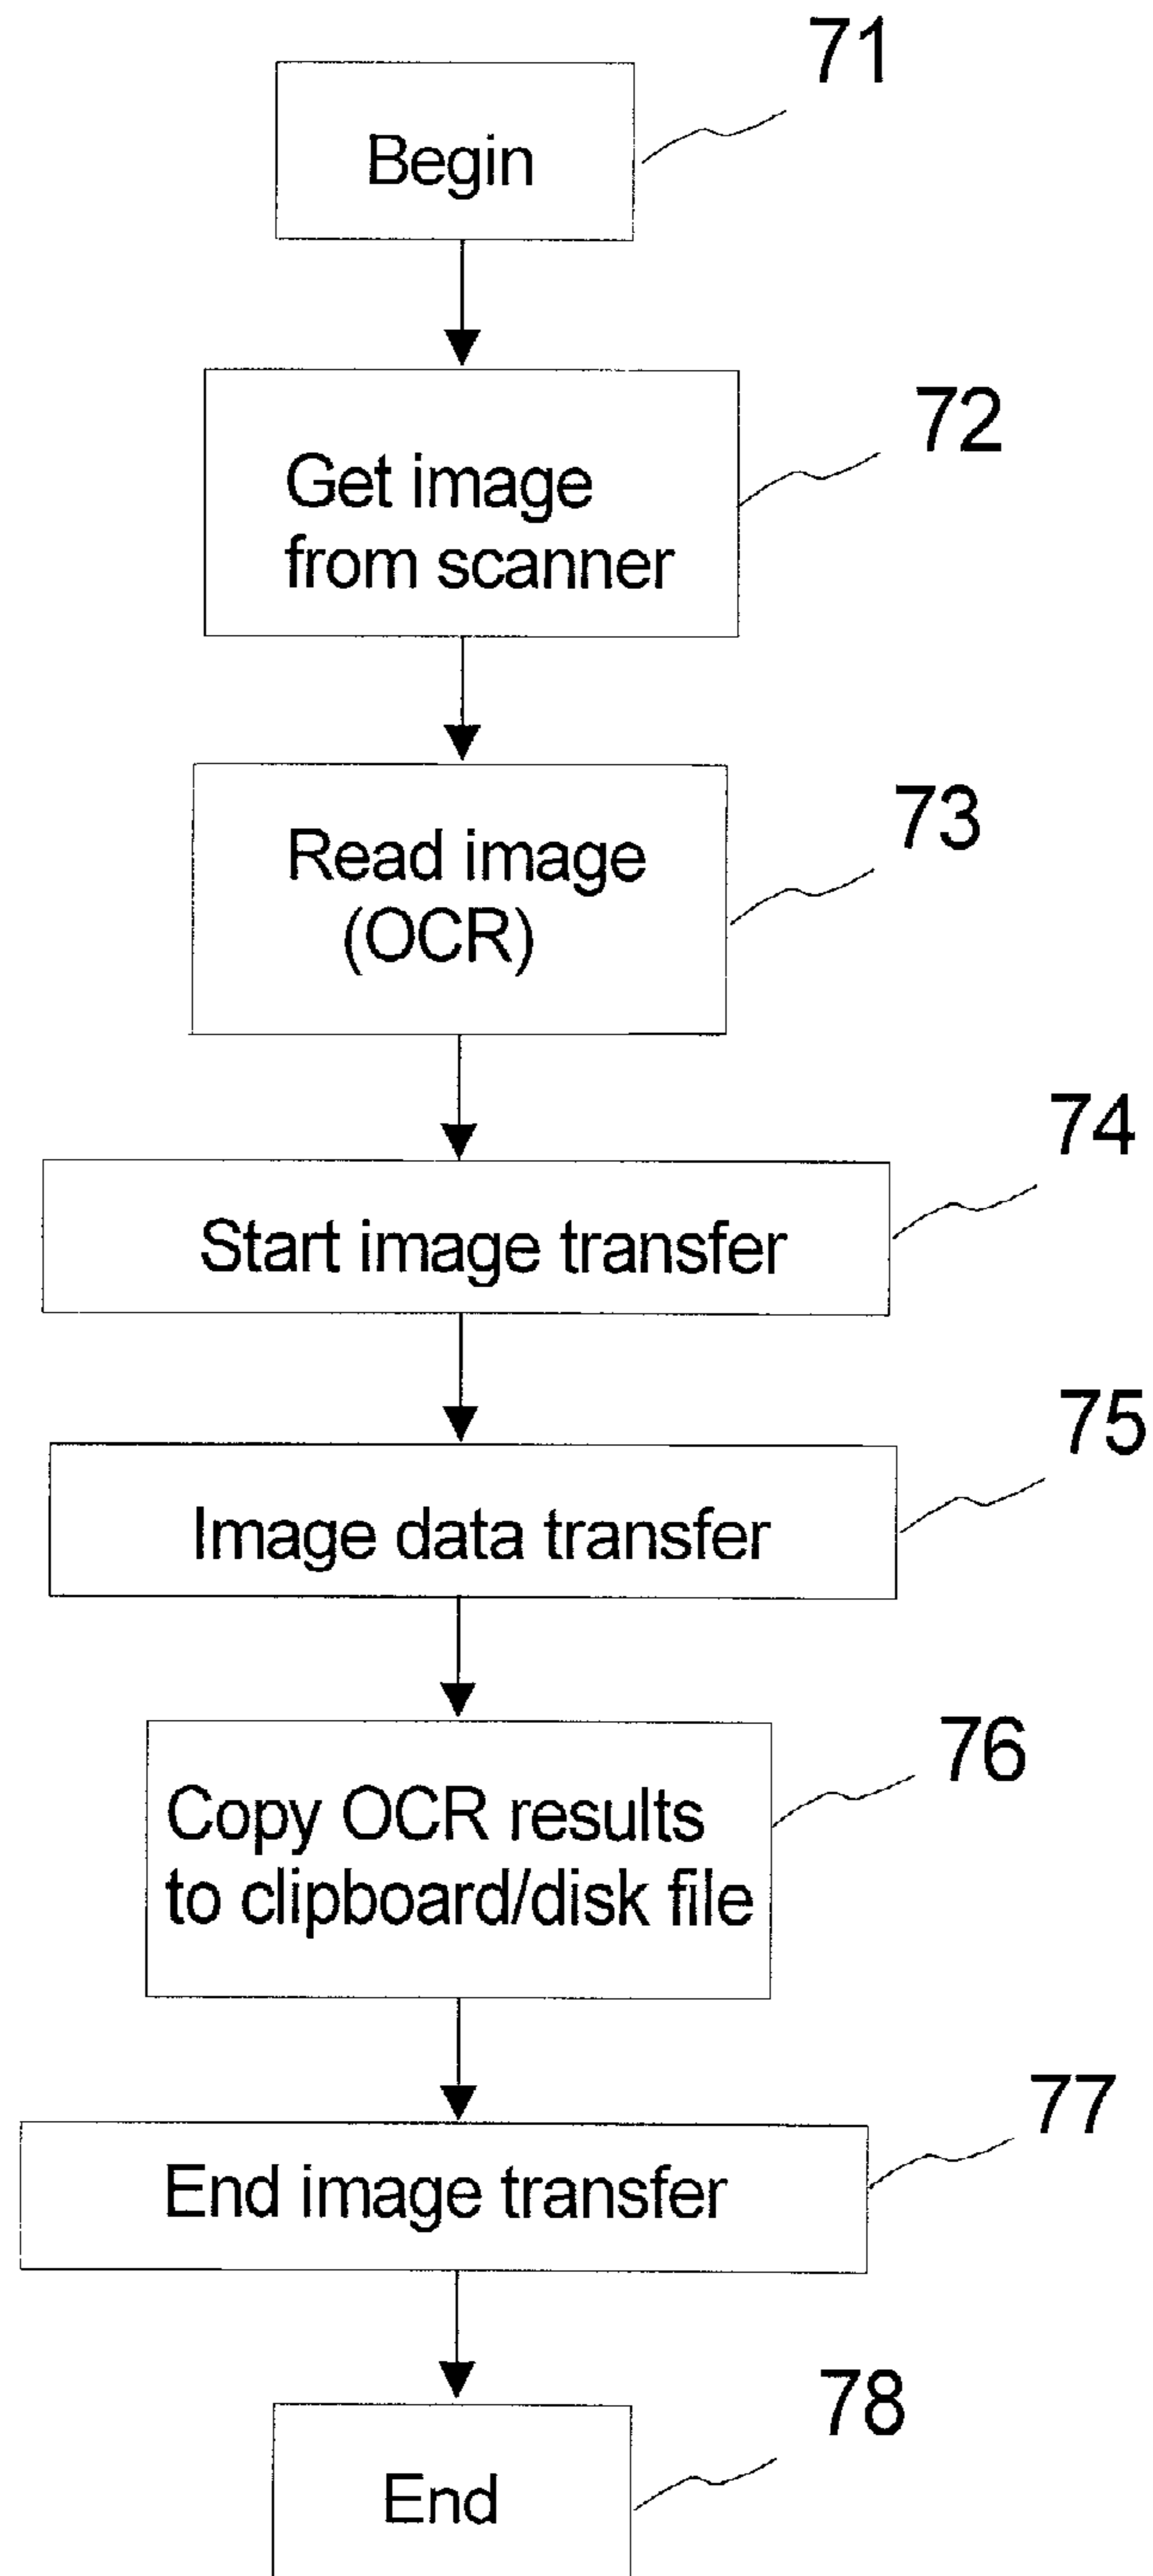 71
Begin
72
Get image
from scanner
73
Read image
(OCR)
74
Start image transfer
75
Image data transfer
76
Copy OCR results
to clipboard/disk file
77
End image transfer
78
End